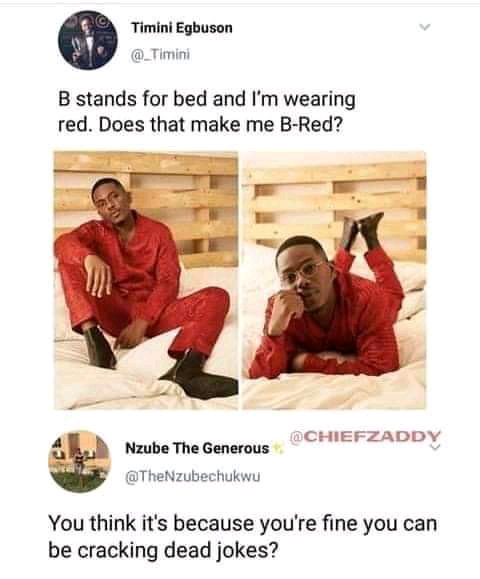 Timini Egbuson
@_Timini
B stands for bed and I'm wearing
red. Does that make me B-Red?
@CHIEFZADDY
Nzube The Generous
@TheNzubechukwu
You think it's because you're fine you can
be cracking dead jokes?